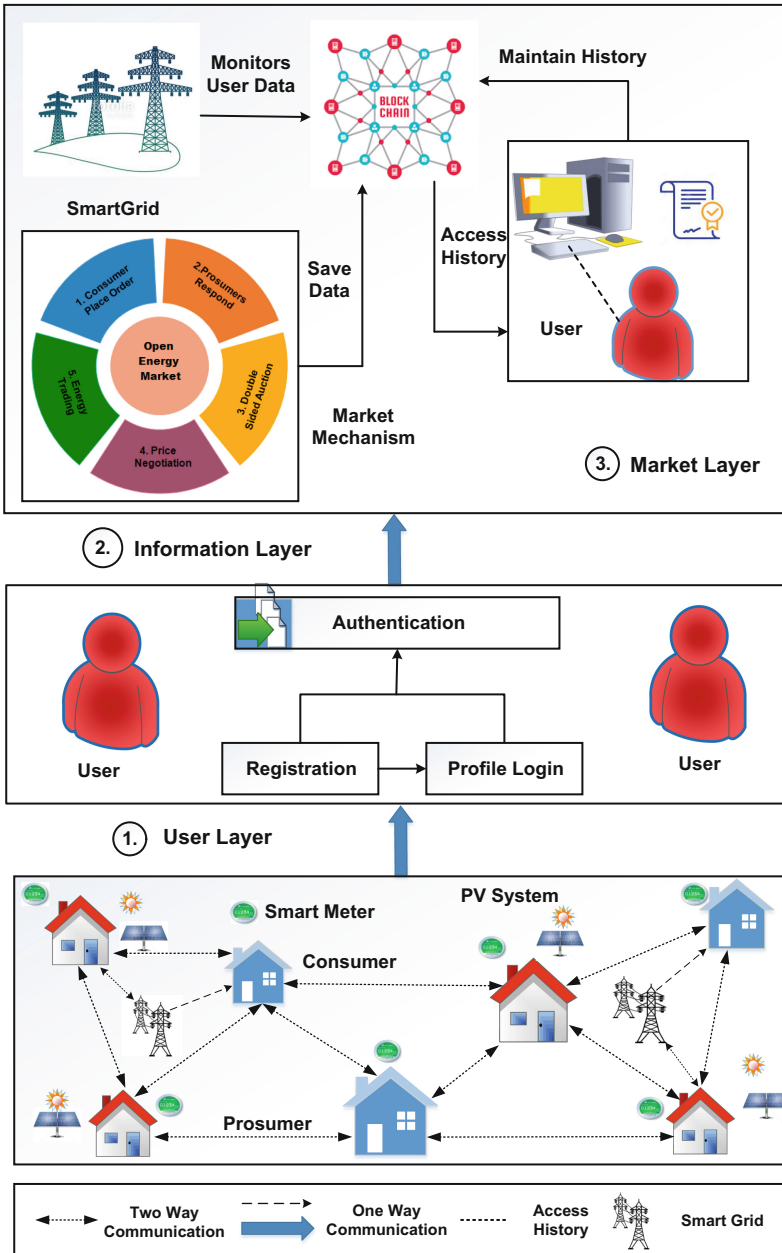 Monitors
User Data
BLOCK
CHAIN
Maintain History
SmartGrid
Save
Data
Access
History
User
1. Consumer
Place Order
2.Prosumers
Respond
3. Double
Sided Auction
4. Price
Negotiation
5. Energy
Trading
Open
Energy
Market
Market
Mechanism
3. Market Layer
2. Information Layer
Authentication
User
User
Registration
Profile Login
1. User Layer
Smart Meter
PV System
Consumer
Prosumer
Two Way
Communication
One Way
Communication
Access
History
Smart Grid